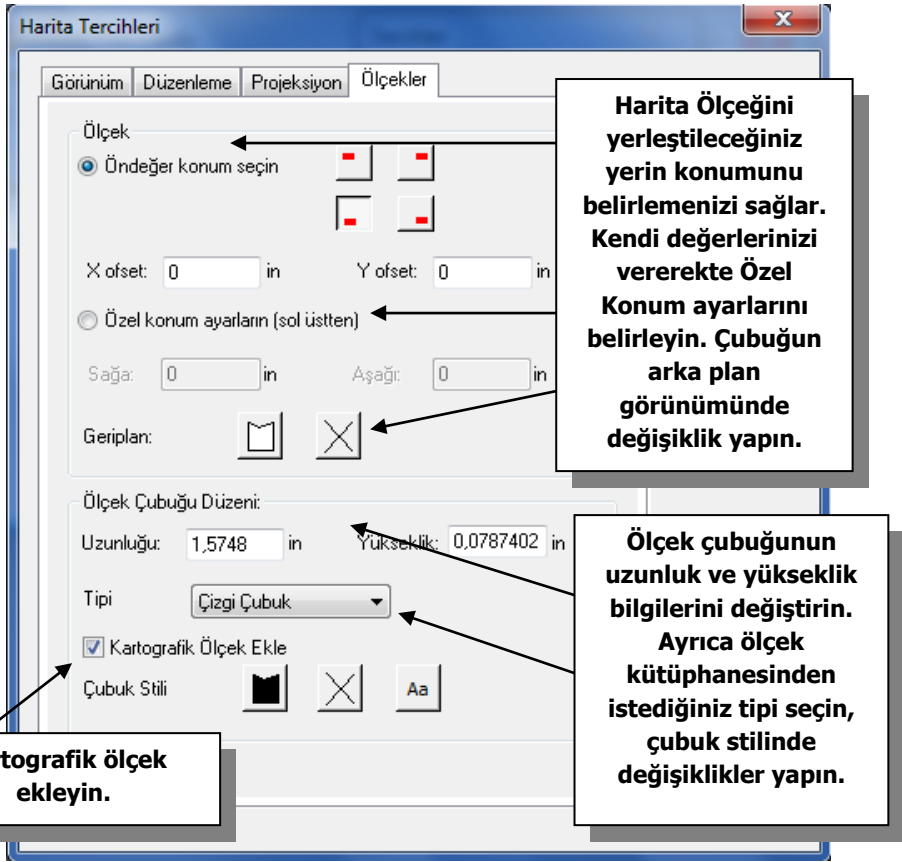 Harita Tercihleri
Görünüm Düzenleme Projeksiyon Ölçekler
Ölçek
Öndeğer konum seçin
X ofset: 0 in Y ofset: 0 in
Özel konum ayarların (sol üstten)
Sağa: 0 in Aşağı: 0 in
Geriplan:
Ölçek Çubuğu Düzeni:
Uzunluğu: 1,5748 in Yükseklik: 0,0787402 in
Tipi Çizgi Çubuk
Kartografik Ölçek Ekle
Çubuk Stili Aa
Harita Ölçeğini
yerleştileceğiniz
yerin konumunu
belirlemenizi sağlar.
Kendi değerlerinizi
vererekte Özel
Konum ayarlarını
belirleyin. Çubuğun
arka plan
görünümünde
değişiklik yapın.
Ölçek çubuğunun
uzunluk ve yükseklik
bilgilerini değiştirin.
Ayrıca ölçek
kütüphanesinden
istediğiniz tipi seçin,
çubuk stilinde
değişiklikler yapın.
tografik ölçek
ekleyin.